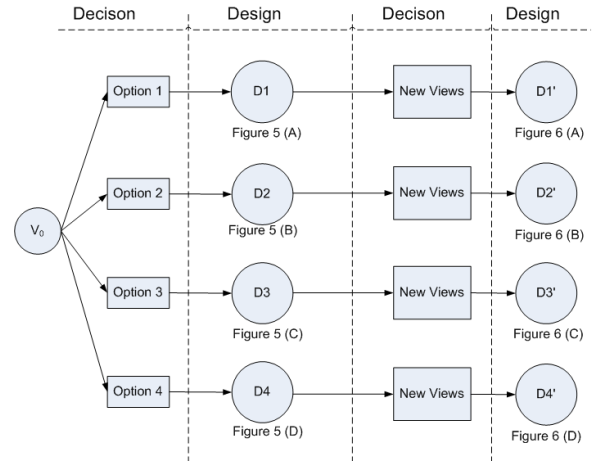 Decison Design Decison Design
Option 1 D1 New Views D1'
Figure 5 (A) Figure 6 (A)
Option 2 D2 New Views D2'
Figure 5 (B) Figure 6 (B)
V₀
Option 3 D3 New Views D3'
Figure 5 (C) Figure 6 (C)
Option 4 D4 New Views D4'
Figure 5 (D) Figure 6 (D)